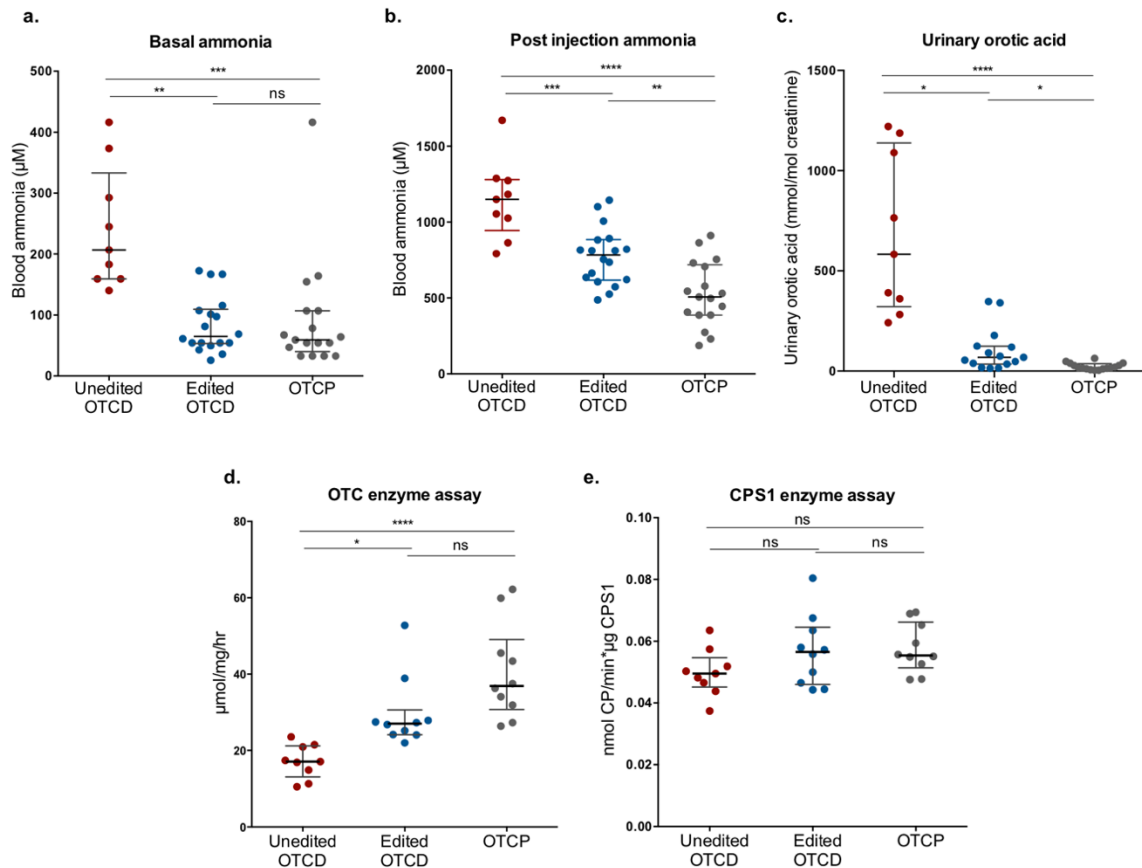 a.
Basal ammonia
Blood ammonia (μM)
500
400
300
200
100
0
***
**
ns
Unedited
OTCD
Edited
OTCD
OTCP
b.
Post injection ammonia
Blood ammonia (μM)
2000
1500
1000
500
0
****
***
**
Unedited
OTCD
Edited
OTCD
OTCP
c.
Urinary orotic acid
Urinary orotic acid (mmol/mol creatinine)
1500
1000
500
0
****
*
*
Unedited
OTCD
Edited
OTCD
OTCP
d.
OTC enzyme assay
μmol/mg/hr
80
60
40
20
0
****
*
ns
Unedited
OTCD
Edited
OTCD
OTCP
e.
CPS1 enzyme assay
nmol CP/min*μg CPS1
0.10
0.08
0.06
0.04
0.02
0.00
ns
ns
ns
Unedited
OTCD
Edited
OTCD
OTCP